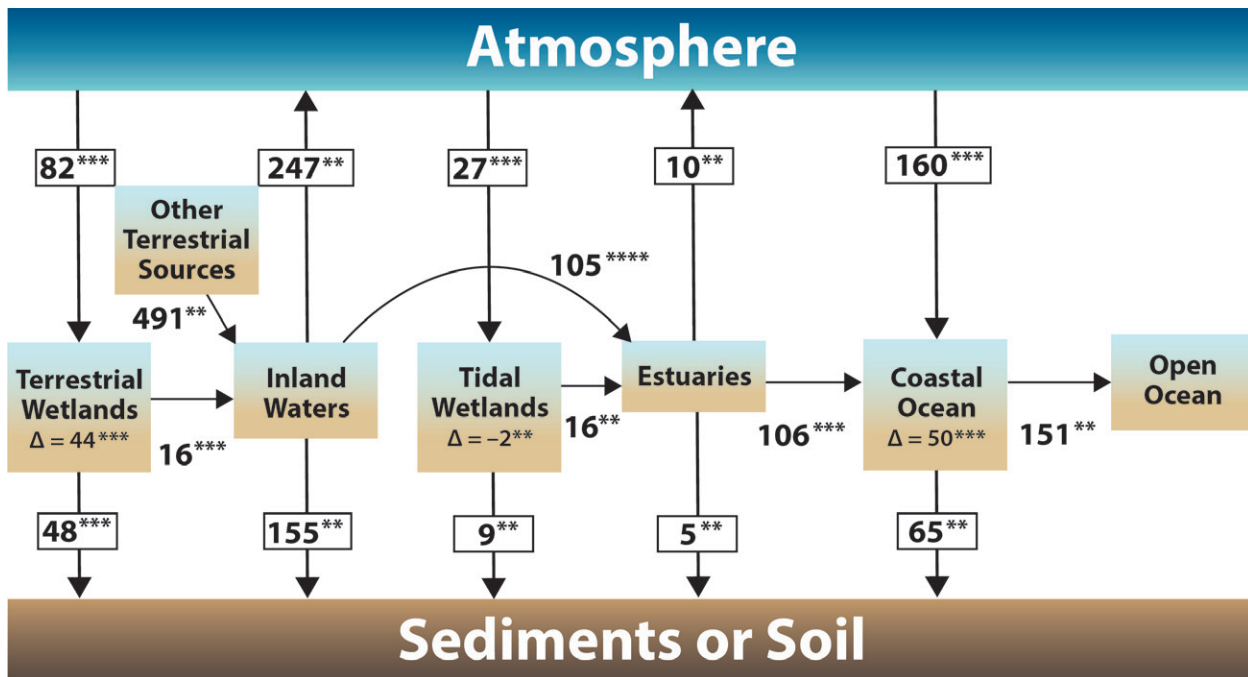 Atmosphere
82***
247**
27***
10**
160***
Other
Terrestrial
Sources
105****
491**
Terrestrial
Wetlands
Δ = 44***
Inland
Waters
Tidal
Wetlands
Δ = –2**
Estuaries
Coastal
Ocean
Δ = 50***
Open
Ocean
16***
16**
106***
151**
48***
155**
9**
5**
65**
Sediments or Soil